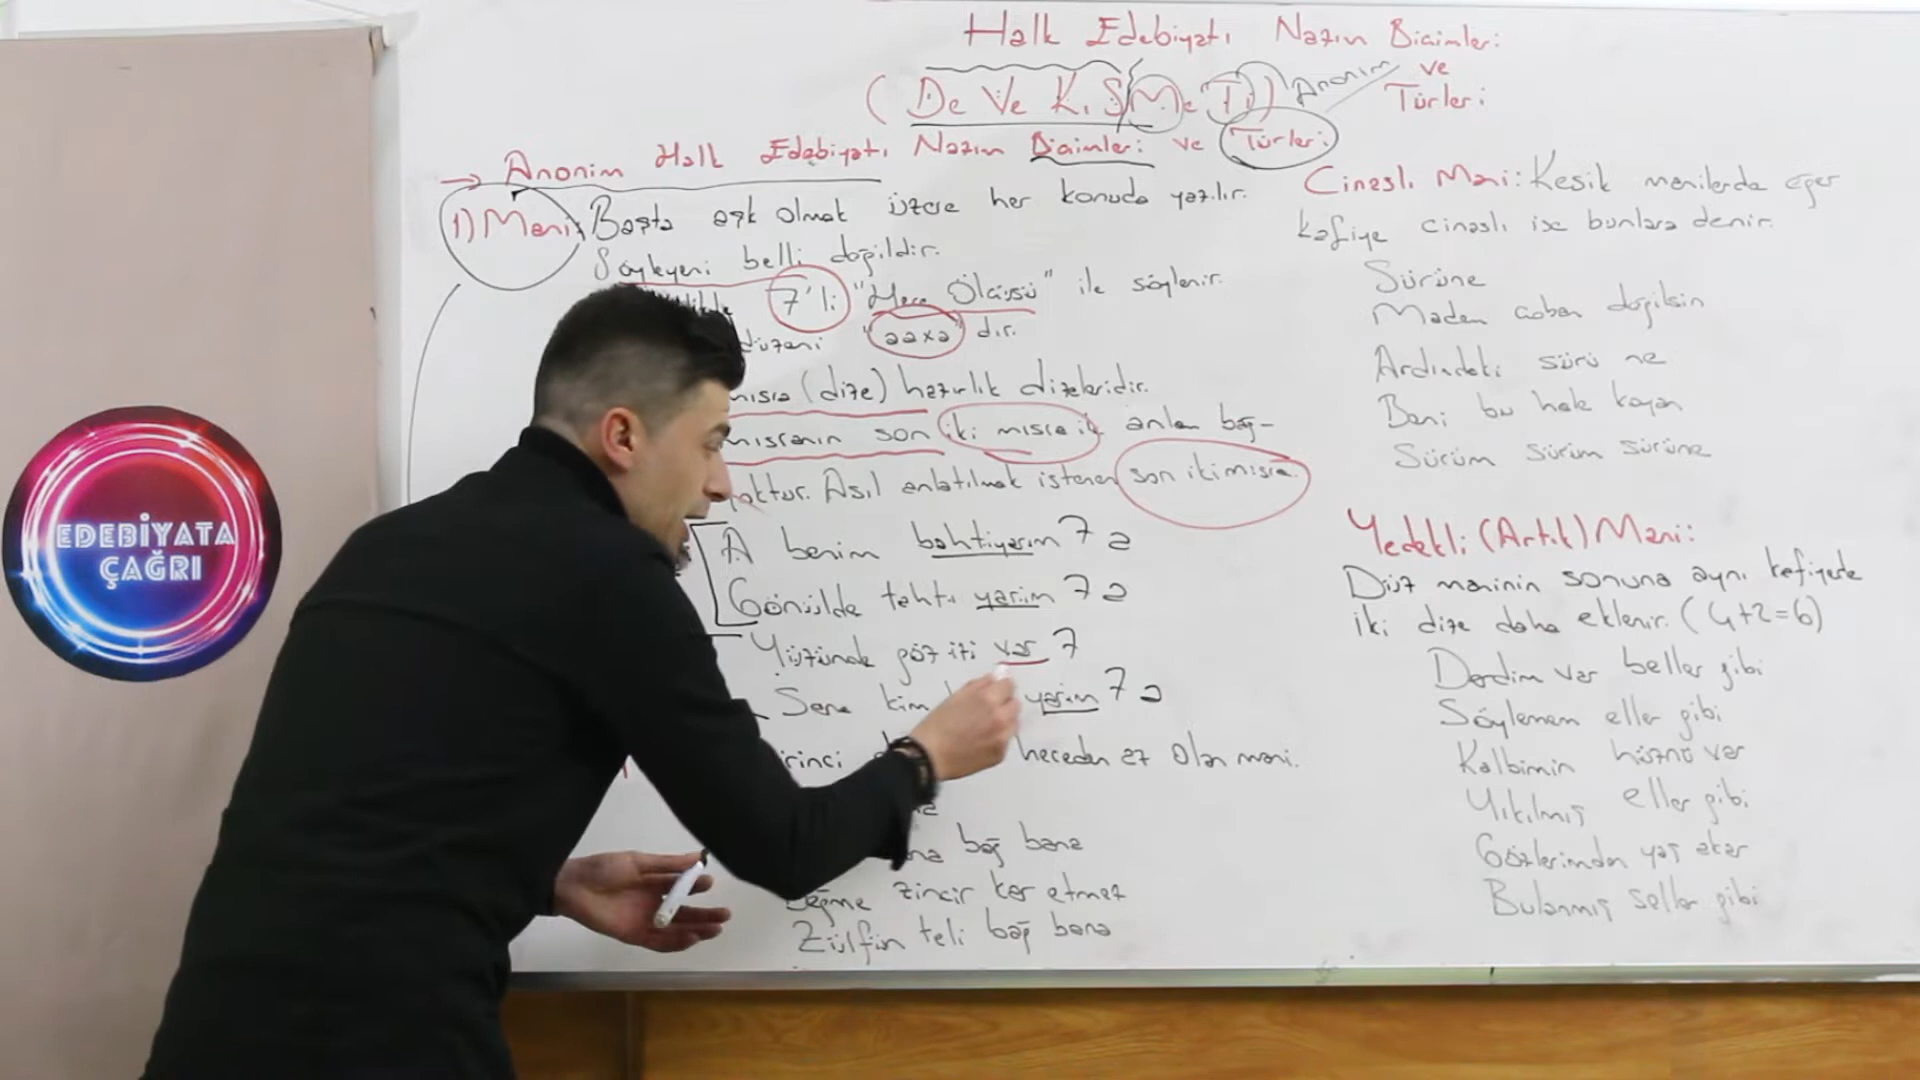 Halk Edebiyatı Nazım Biçimleri
ve
Türleri
(De Ve Kı SMeTi) Anonim
→ Anonim Halk Edebiyatı Nazım Biçimleri ve Türleri
1) Mani: Başta aşk olmak üzere her konuda yazılır.
Söyleyeni belli değildir.
7'li "Hece Ölçüsü" ile söylenir.
düzeni "aaxa" dır.
mısra (dize) hazırlık dizeleridir.
mısranın son iki mısra ile anlam bağ-
yoktur. Asıl anlatılmak istenen son iki mısra.
A benim bahtiyarım 7 a
Gönülde tahtı yarım 7 a
Yüzünde göz izi var 7
Sana kim yarim 7 a
birinci heceden az olan mani.
bağ bana
Değme zincir kar etmez
Zülfün teli bağ bana
Cinaslı Mani: Kesik manilerde eğer
kafiye cinaslı ise bunlara denir.
Sürüne
Madem çoban değilsin
Ardındaki sürü ne
Beni bu hale koyan
Sürüm sürüm sürüne
Yedekli (Artık) Mani:
Düz maninin sonuna aynı kafiyede
iki dize daha eklenir. (4+2=6)
Derdim var beller gibi
Söylemem eller gibi
Kalbimin hüznü var
Yıkılmış eller gibi
Gözlerimden yaş akar
Bulanmış seller gibi
EDEBİYATA
ÇAĞRI